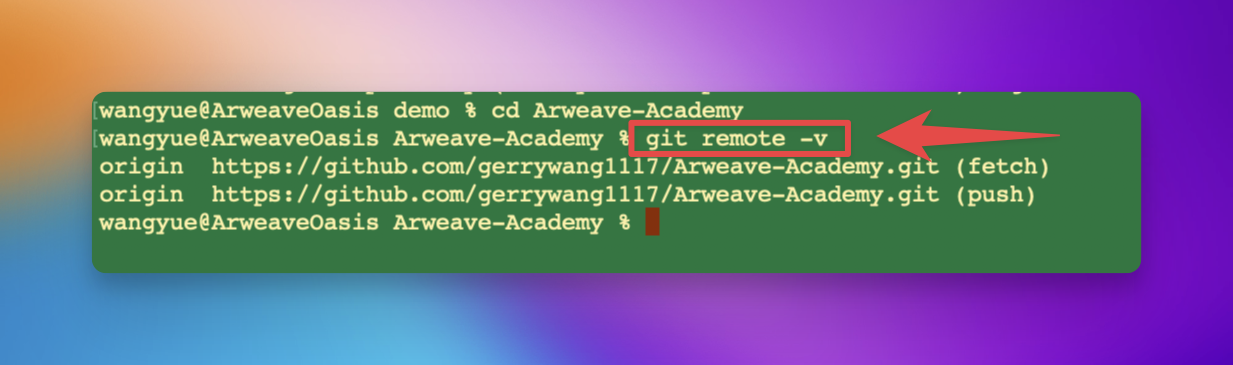 [wangyue@ArweaveOasis demo % cd Arweave-Academy
[wangyue@ArweaveOasis Arweave-Academy % git remote -v
origin  https://github.com/gerrywang1117/Arweave-Academy.git (fetch)
origin  https://github.com/gerrywang1117/Arweave-Academy.git (push)
wangyue@ArweaveOasis Arweave-Academy %